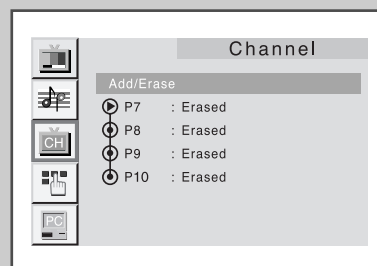 Channel
Add/Erase
P7 : Erased
P8 : Erased
CH
P9 : Erased
P10 : Erased
PC